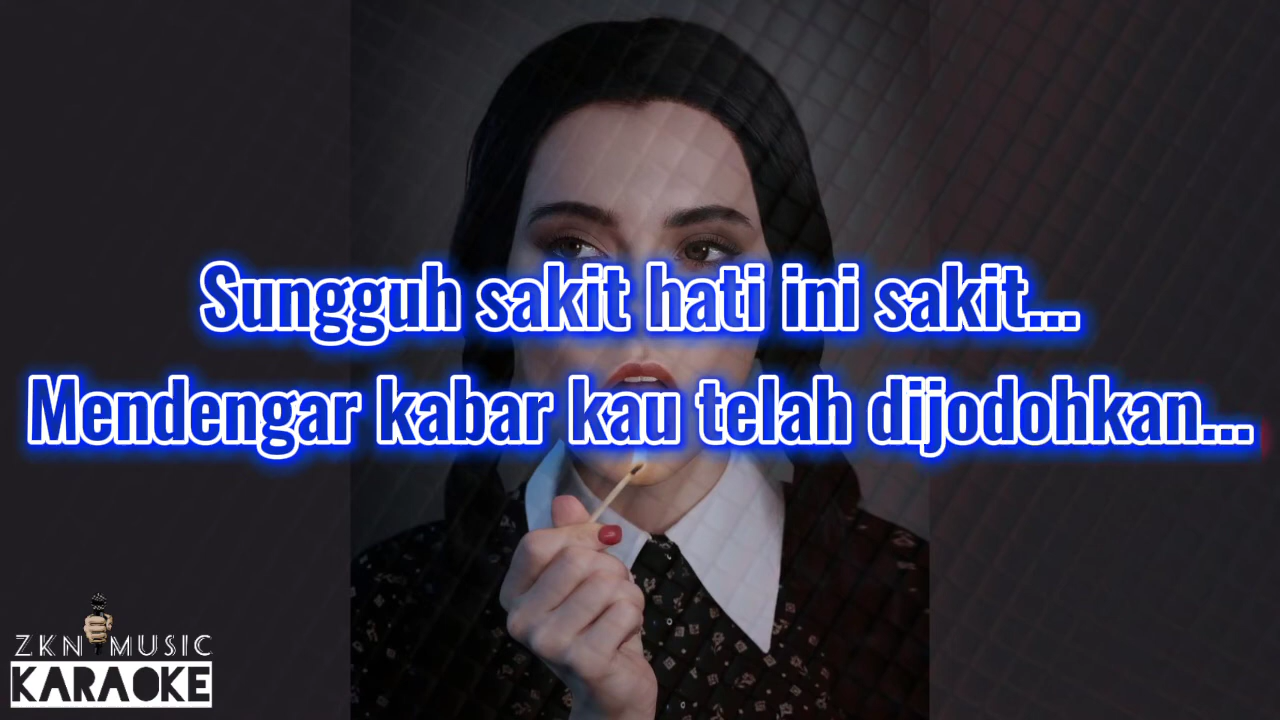 Sungguh sakit hati ini sakit...
Mendengar kabar kau telah dijodohkan...
ZKN MUSIC
KARAOKE